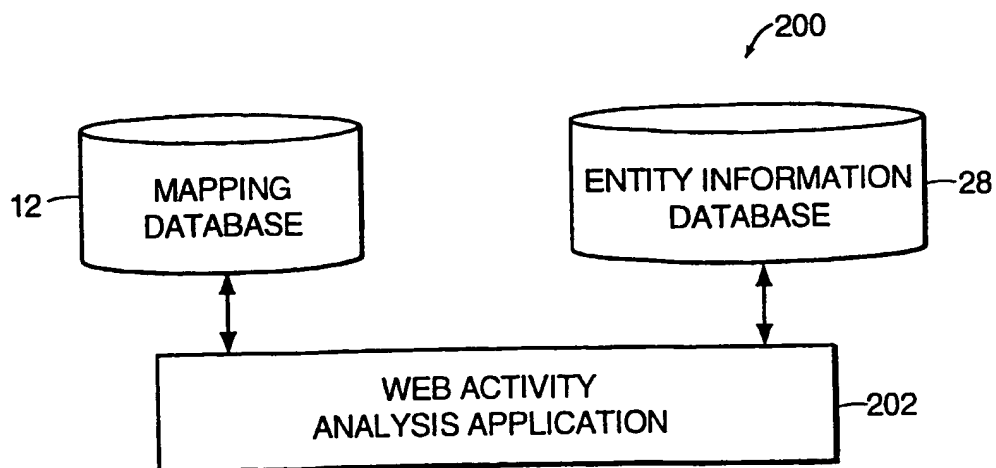 200
MAPPING
DATABASE
12
ENTITY INFORMATION
DATABASE
28
WEB ACTIVITY
ANALYSIS APPLICATION
202